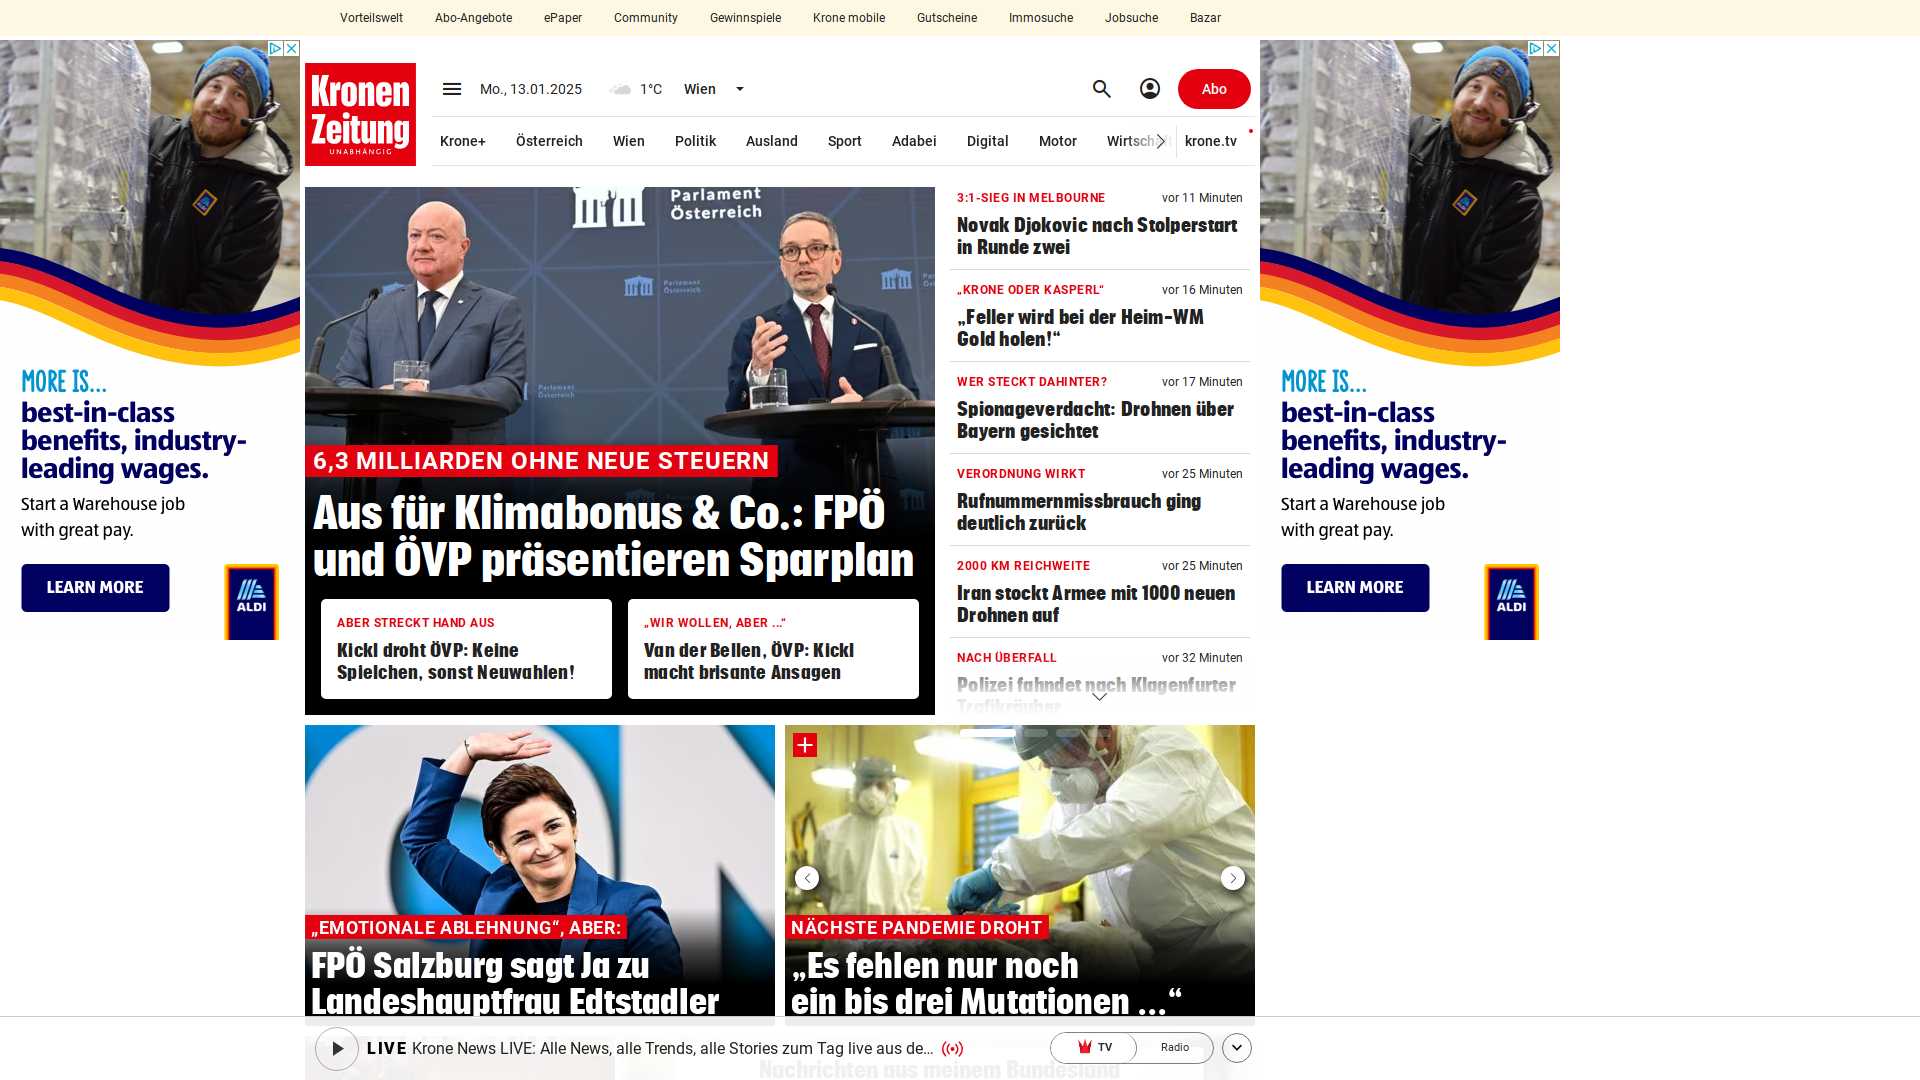 Vorteilswelt
Abo-Angebote
ePaper
Community
Gewinnspiele
Krone mobile
Gutscheine
Immosuche
Jobsuche
Bazar
Kronen
Zeitung
UNABHÄNGIG
Mo., 13.01.2025
1°C
Wien
Abo
Krone+
Österreich
Wien
Politik
Ausland
Sport
Adabei
Digital
Motor
Wirtschaft
krone.tv
MORE IS...
best-in-class
benefits, industry-
leading wages.
Start a Warehouse job
with great pay.
LEARN MORE
ALDI
Parlament
Österreich
Parlament
Österreich
Parlament
Österreich
6,3 MILLIARDEN OHNE NEUE STEUERN
Aus für Klimabonus & Co.: FPÖ
und ÖVP präsentieren Sparplan
ABER STRECKT HAND AUS
Kickl droht ÖVP: Keine
Spielchen, sonst Neuwahlen!
„WIR WOLLEN, ABER ...“
Van der Bellen, ÖVP: Kickl
macht brisante Ansagen
3:1-SIEG IN MELBOURNE
vor 11 Minuten
Novak Djokovic nach Stolperstart
in Runde zwei
„KRONE ODER KASPERL“
vor 16 Minuten
„Feller wird bei der Heim-WM
Gold holen!“
WER STECKT DAHINTER?
vor 17 Minuten
Spionageverdacht: Drohnen über
Bayern gesichtet
VERORDNUNG WIRKT
vor 25 Minuten
Rufnummernmissbrauch ging
deutlich zurück
2000 KM REICHWEITE
vor 25 Minuten
Iran stockt Armee mit 1000 neuen
Drohnen auf
NACH ÜBERFALL
vor 32 Minuten
Polizei fahndet nach Klagenfurter
Trafikräuber
MORE IS...
best-in-class
benefits, industry-
leading wages.
Start a Warehouse job
with great pay.
LEARN MORE
ALDI
„EMOTIONALE ABLEHNUNG“, ABER:
FPÖ Salzburg sagt Ja zu
Landeshauptfrau Edtstadler
NÄCHSTE PANDEMIE DROHT
„Es fehlen nur noch
ein bis drei Mutationen ...“
LIVE Krone News LIVE: Alle News, alle Trends, alle Stories zum Tag live aus de...
TV
Radio
Nachrichten aus meinem Bundesland